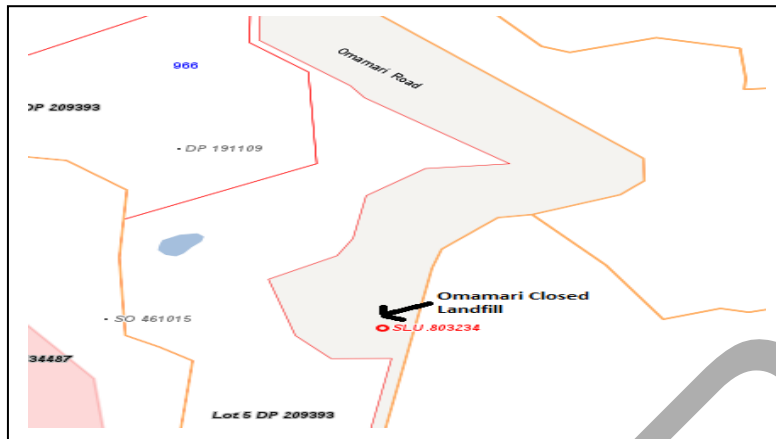 Omamari Road
966
DP 209393
DP 191109
Omamari Closed
Landfill
SO 461015
SLU.803234
34487
Lot 5 DP 209393